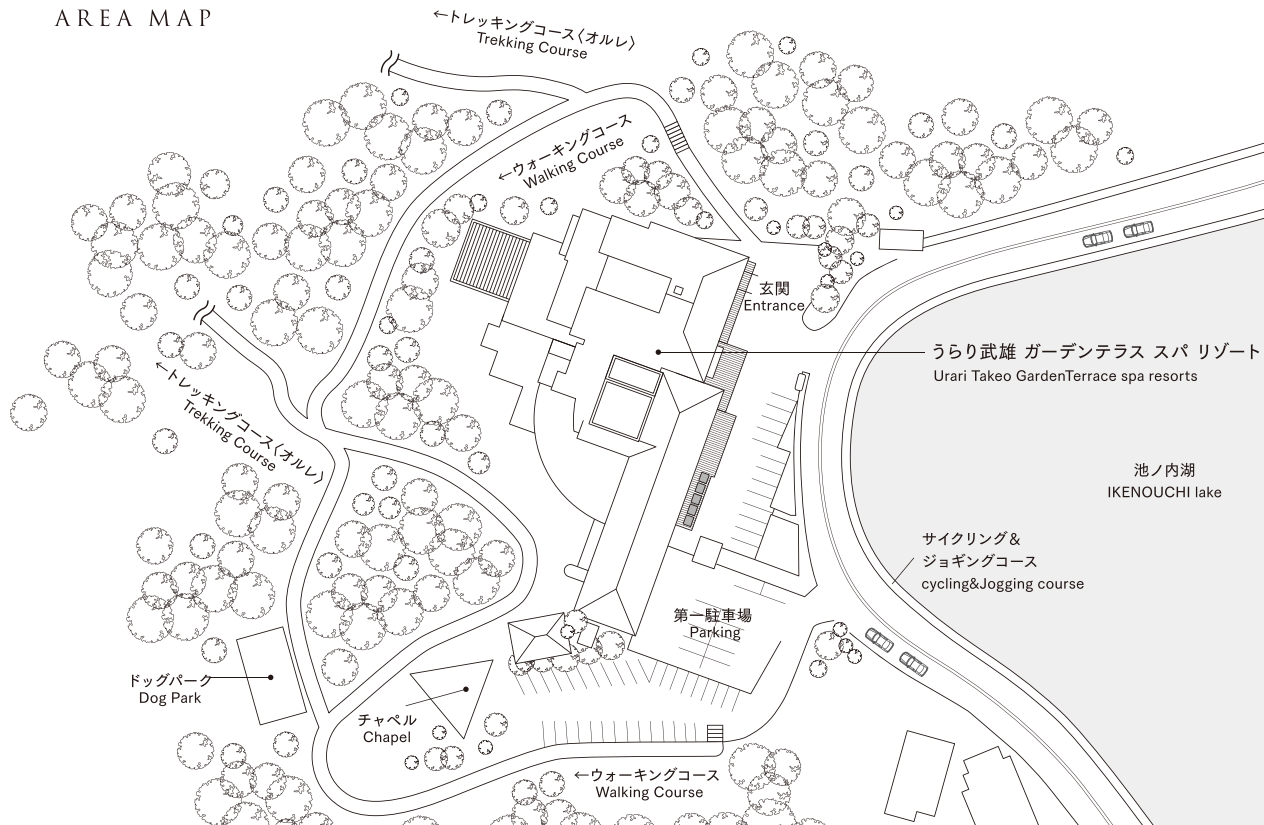 AREA MAP
←トレッキングコース〈オルレ〉
Trekking Course
←ウォーキングコース
Walking Course
玄関
Entrance
うらり武雄 ガーデンテラス スパ リゾート
Urari Takeo GardenTerrace spa resorts
←トレッキングコース〈オルレ〉
Trekking Course
池ノ内湖
IKENOUCHI lake
サイクリング&
ジョギングコース
cycling&Jogging course
第一駐車場
Parking
ドッグパーク
Dog Park
チャペル
Chapel
←ウォーキングコース
Walking Course